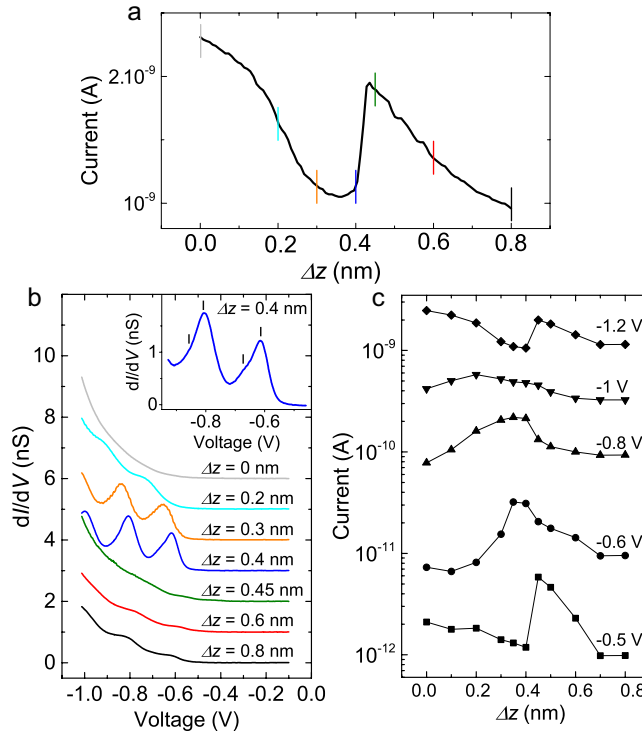 a
Current (A)
2.10⁻⁹
10⁻⁹
0.0 0.2 0.4 0.6 0.8
Δz (nm)
b
dI/dV (nS)
10
8
6
4
2
0
-1.0 -0.8 -0.6 -0.4 -0.2 0.0
Voltage (V)
Δz = 0.4 nm
dI/dV (nS)
1
0
-0.8 -0.6
Voltage (V)
Δz = 0 nm
Δz = 0.2 nm
Δz = 0.3 nm
Δz = 0.4 nm
Δz = 0.45 nm
Δz = 0.6 nm
Δz = 0.8 nm
c
Current (A)
10⁻⁹
10⁻¹⁰
10⁻¹¹
10⁻¹²
-1.2 V
-1 V
-0.8 V
-0.6 V
-0.5 V
0.0 0.2 0.4 0.6 0.8
Δz (nm)